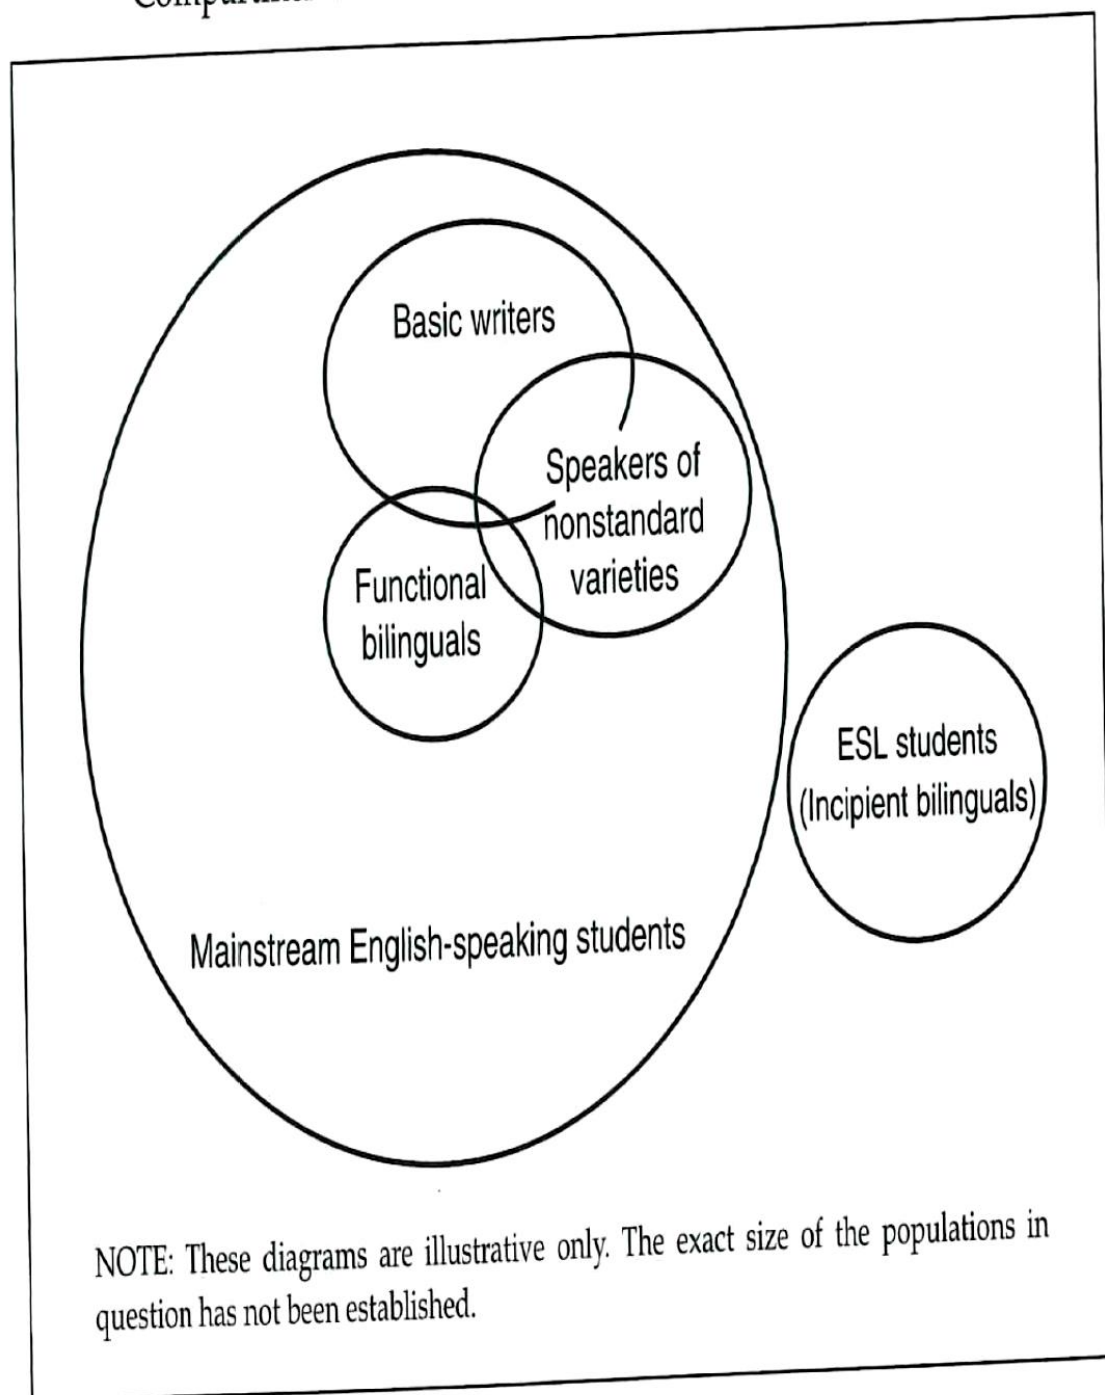 Basic writers
Speakers of
nonstandard
varieties
Functional
bilinguals
ESL students
(Incipient bilinguals)
Mainstream English-speaking students
NOTE: These diagrams are illustrative only. The exact size of the populations in
question has not been established.